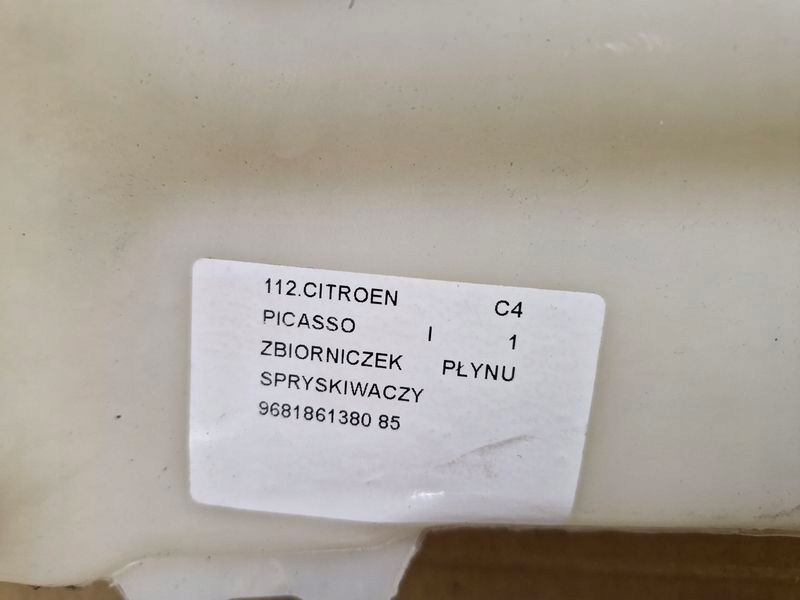 112.CITROEN C4
PICASSO I 1
ZBIORNICZEK PŁYNU
SPRYSKIWACZY
9681861380 85